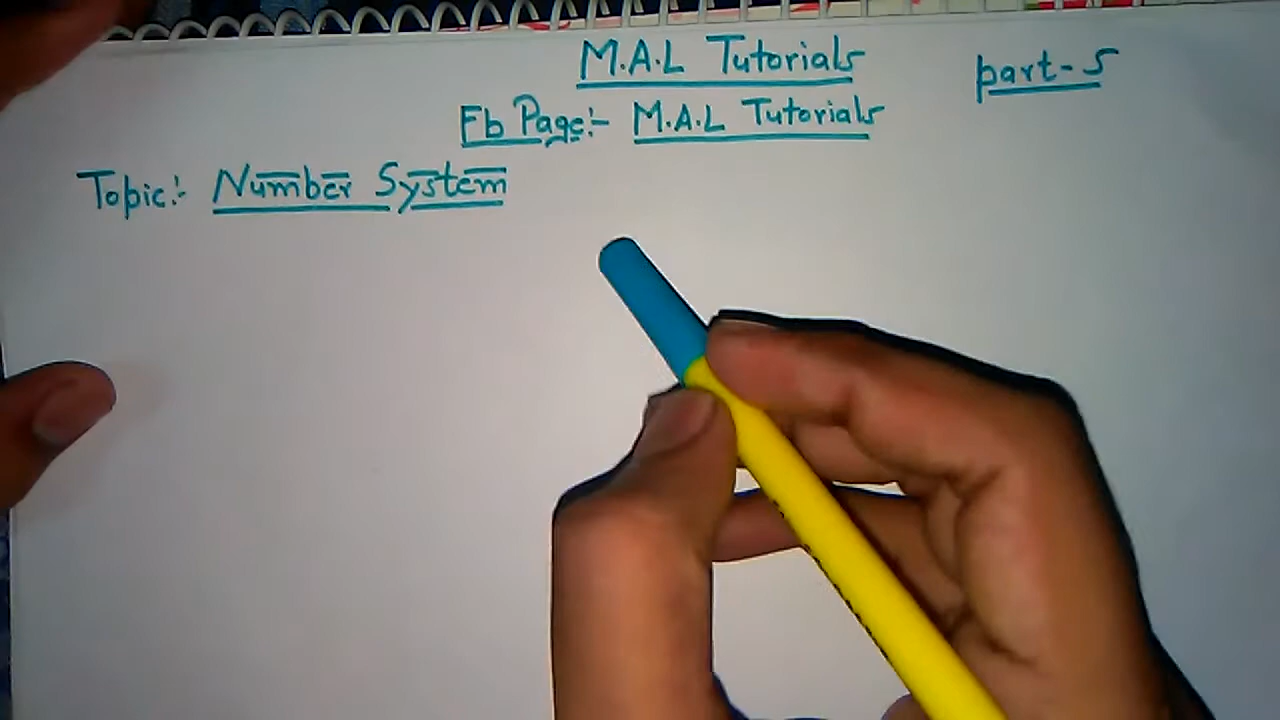 M.A.L Tutorials part-5
Fb Page:- M.A.L Tutorials
Topic:- Number System